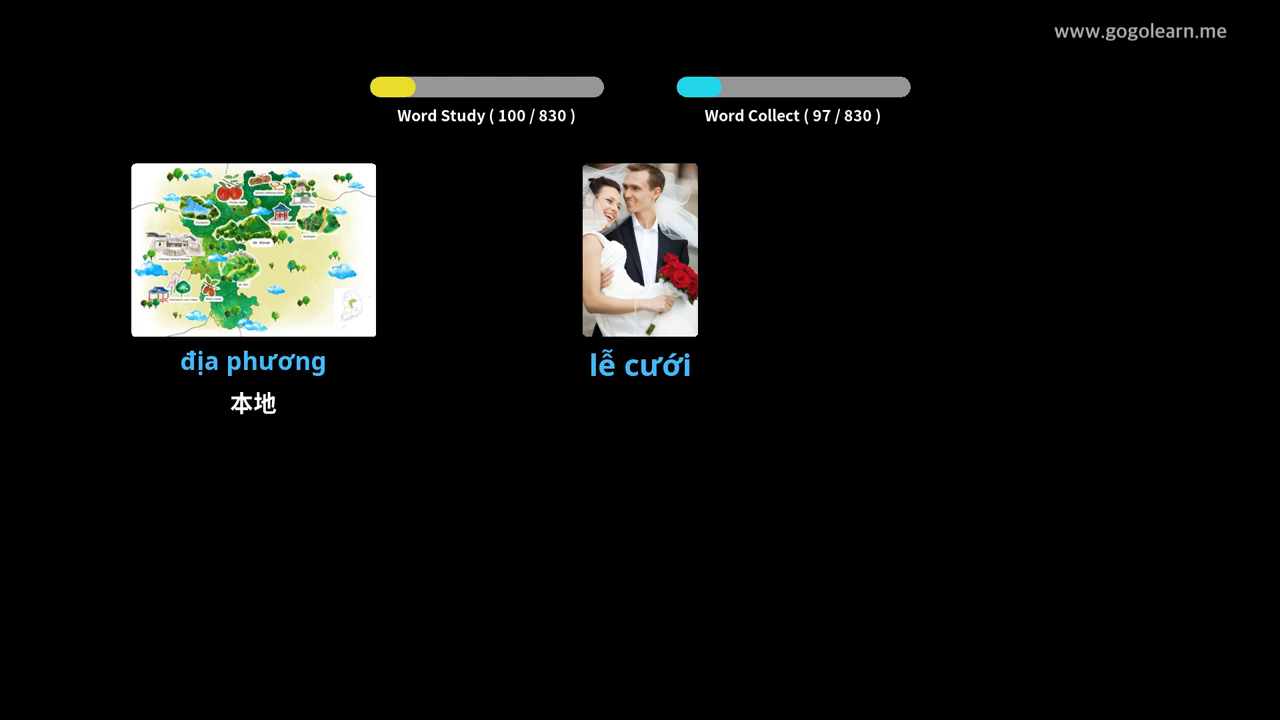 www.gogolearn.me
Word Study ( 100 / 830 )
Word Collect ( 97 / 830 )
địa phương
本地
lễ cưới